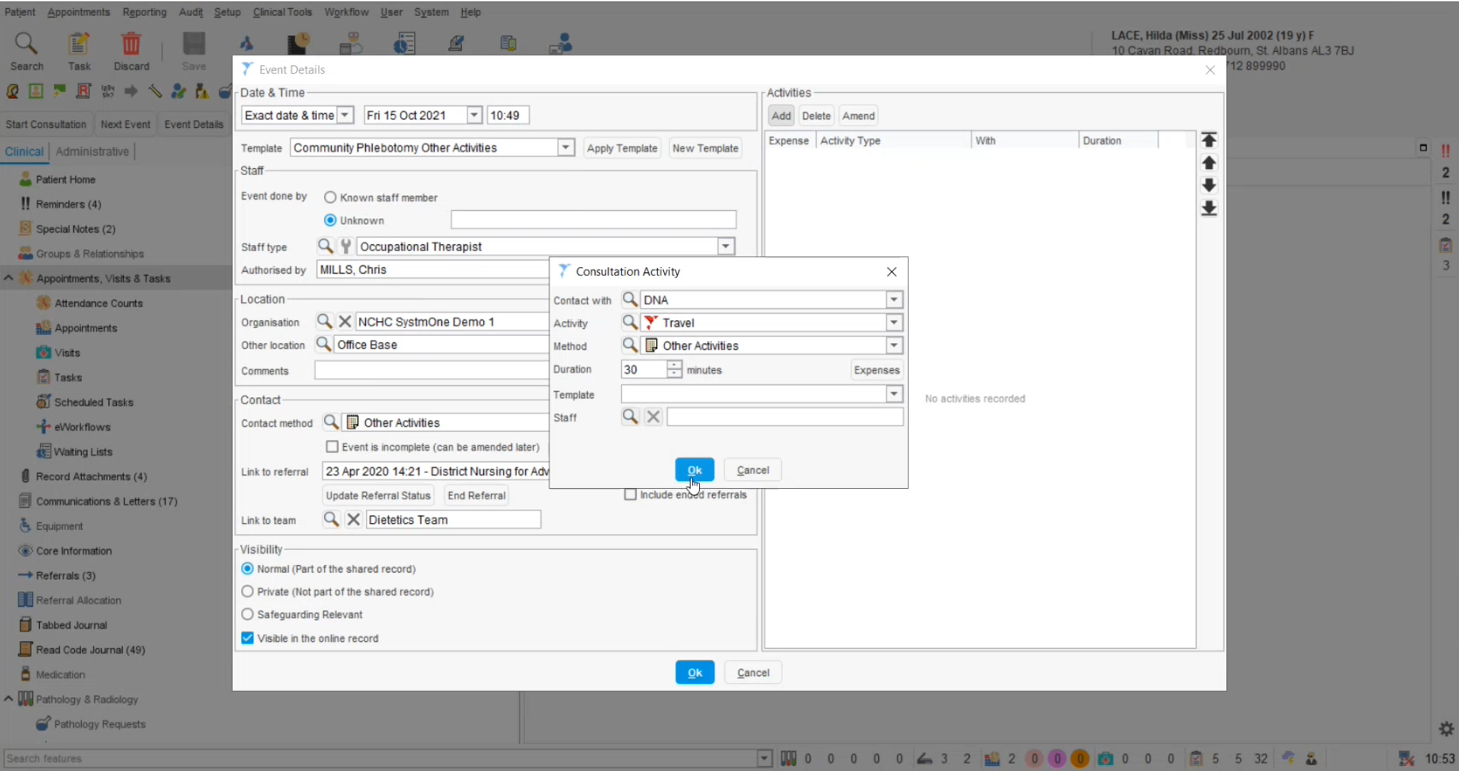 Patient Appointments Reporting Audit Setup Clinical Tools Workflow User System Help
Search Task Discard Save
LACE, Hilda (Miss) 25 Jul 2002 (19 y) F
10 Cavan Road, Redbourn, St. Albans AL3 7BJ
712 899990
Event Details
Start Consultation Next Event Event Details
Clinical Administrative
Patient Home
Reminders (4)
Special Notes (2)
Groups & Relationships
Appointments, Visits & Tasks
Attendance Counts
Appointments
Visits
Tasks
Scheduled Tasks
eWorkflows
Waiting Lists
Record Attachments (4)
Communications & Letters (17)
Equipment
Core Information
Referrals (3)
Referral Allocation
Tabbed Journal
Read Code Journal (49)
Medication
Pathology & Radiology
Pathology Requests
Date & Time
Exact date & time Fri 15 Oct 2021 10:49
Template Community Phlebotomy Other Activities Apply Template New Template
Staff
Event done by Known staff member
Unknown
Staff type Occupational Therapist
Authorised by MILLS, Chris
Location
Organisation NCHC SystmOne Demo 1
Other location Office Base
Comments
Contact
Contact method Other Activities
Event is incomplete (can be amended later)
Link to referral 23 Apr 2020 14:21 - District Nursing for Adv
Update Referral Status End Referral Include ended referrals
Link to team Dietetics Team
Visibility
Normal (Part of the shared record)
Private (Not part of the shared record)
Safeguarding Relevant
Visible in the online record
Ok Cancel
Activities
Add Delete Amend
Expense Activity Type With Duration
No activities recorded
Consultation Activity
Contact with DNA
Activity Travel
Method Other Activities
Duration 30 minutes Expenses
Template
Staff
Ok Cancel
2
2
3
Search features 0 0 0 0 0 3 2 2 0 0 0 0 0 0 5 5 32 10:53